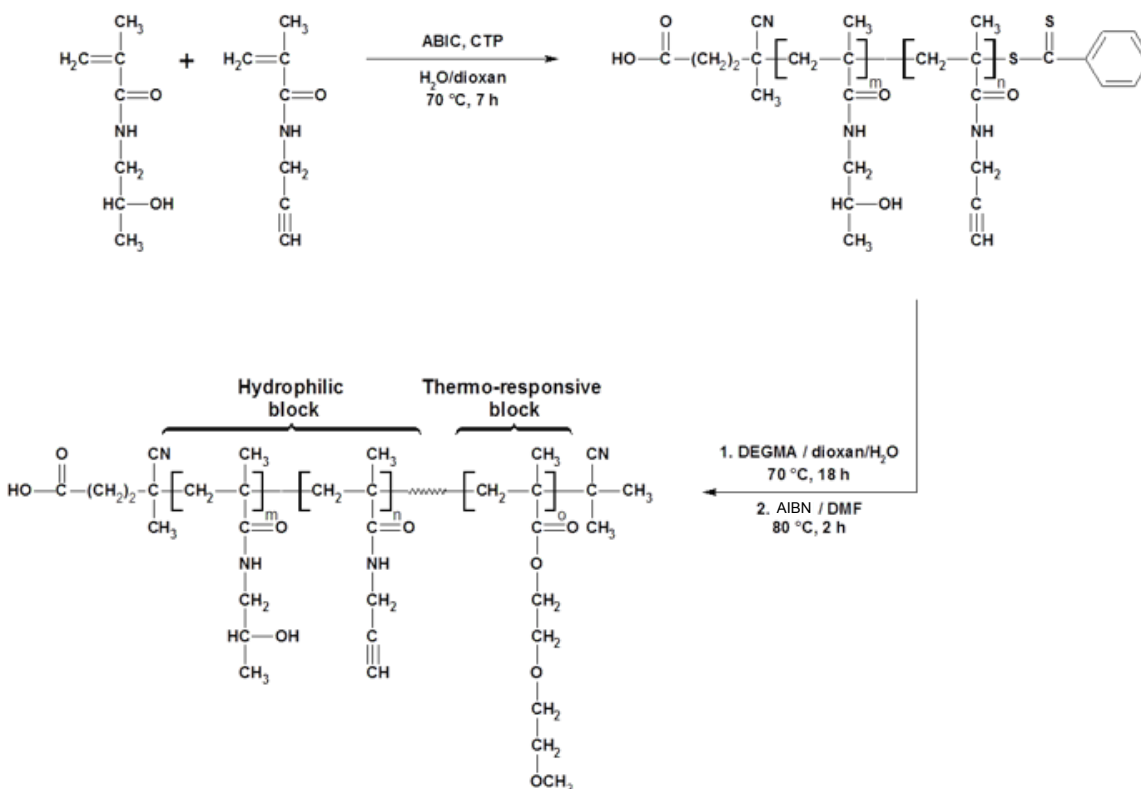 CH3
H2C
C=O
NH
CH2
HC—OH
CH3
+
CH3
H2C
C=O
NH
CH2
C
CH
ABIC, CTP
H2O/dioxan
70 °C, 7 h
O
HO—C—(CH2)2—C
CN
CH3
CH2—C
CH3
m
C=O
NH
CH2
HC—OH
CH3
CH2—C
CH3
n
C=O
NH
CH2
C
CH
S—C
S
1. DEGMA / dioxan/H2O
70 °C, 18 h
2. AIBN / DMF
80 °C, 2 h
Hydrophilic
block
Thermo-responsive
block
O
HO—C—(CH2)2—C
CN
CH3
CH2—C
CH3
m
C=O
NH
CH2
HC—OH
CH3
CH2—C
CH3
n
C=O
NH
CH2
C
CH
CH2—C
CH3
o
C=O
O
CH2
CH2
O
CH2
CH2
OCH3
CN
C—CH3
CH3